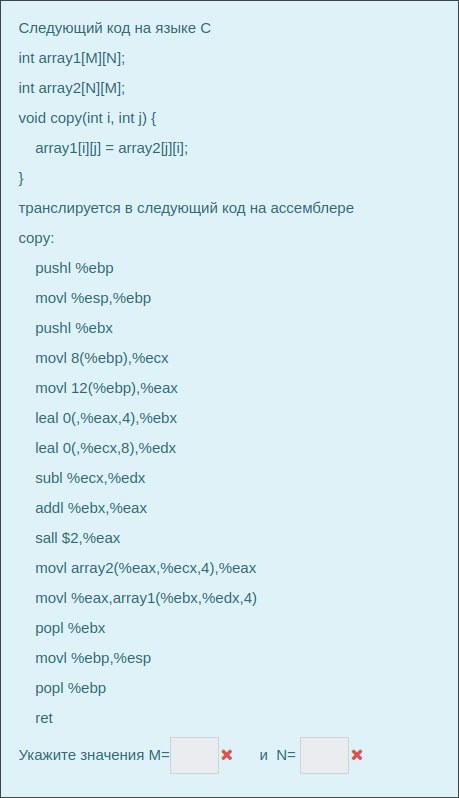 Следующий код на языке C
int array1[M][N];
int array2[N][M];
void copy(int i, int j) {
array1[i][j] = array2[j][i];
}
транслируется в следующий код на ассемблере
copy:
pushl %ebp
movl %esp,%ebp
pushl %ebx
movl 8(%ebp),%ecx
movl 12(%ebp),%eax
leal 0(,%eax,4),%ebx
leal 0(,%ecx,8),%edx
subl %ecx,%edx
addl %ebx,%eax
sall $2,%eax
movl array2(%eax,%ecx,4),%eax
movl %eax,array1(%ebx,%edx,4)
popl %ebx
movl %ebp,%esp
popl %ebp
ret
Укажите значения M= и N=